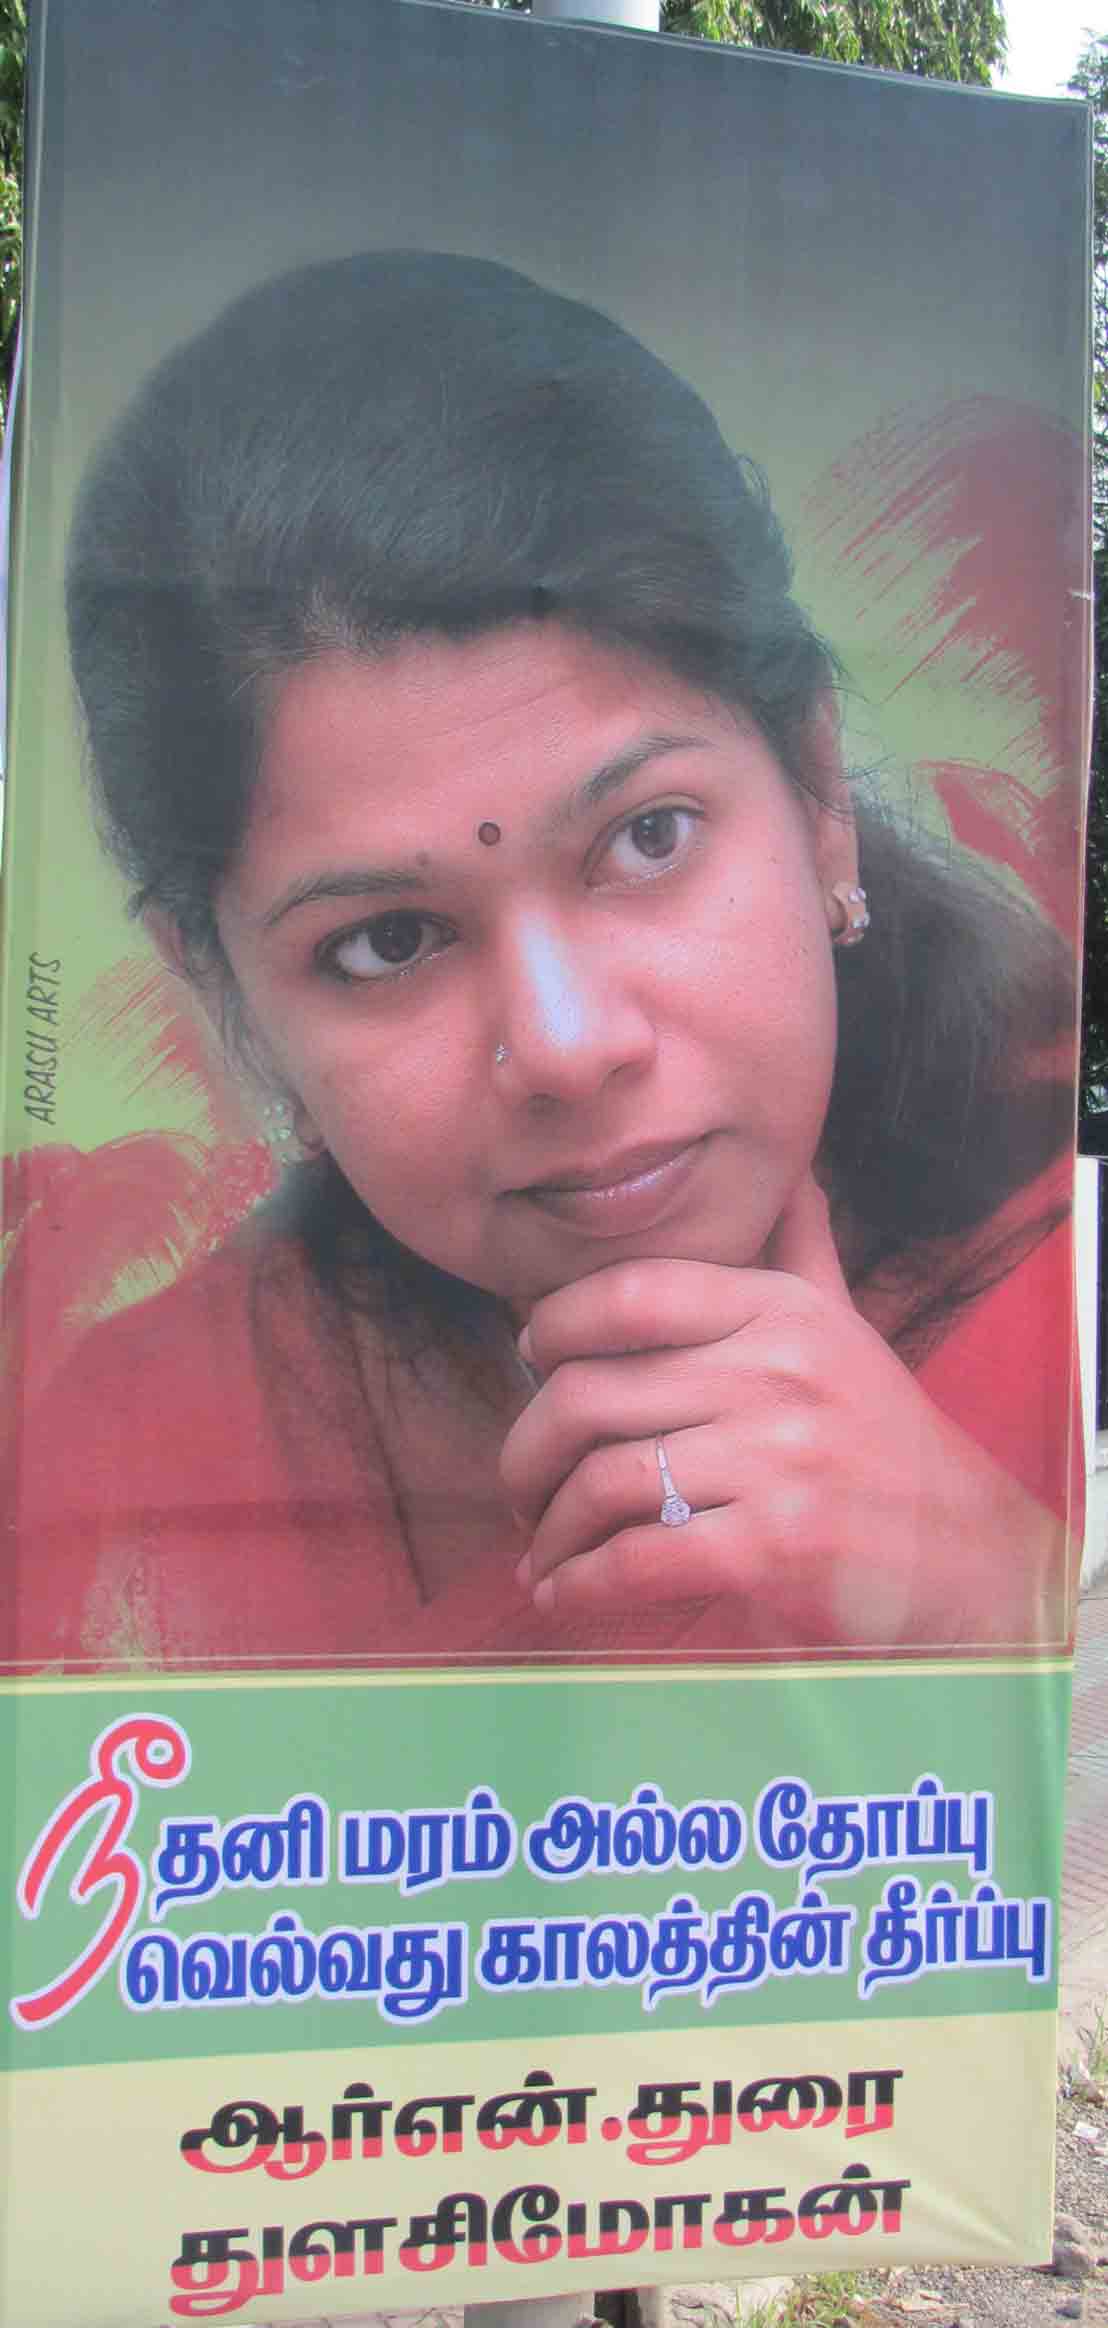 ARASU ARTS
நீ தனி மரம் அல்ல தோப்பு
வெல்வது காலத்தின் தீர்ப்பு
ஆர்என்.துரை
துளசிமோகன்